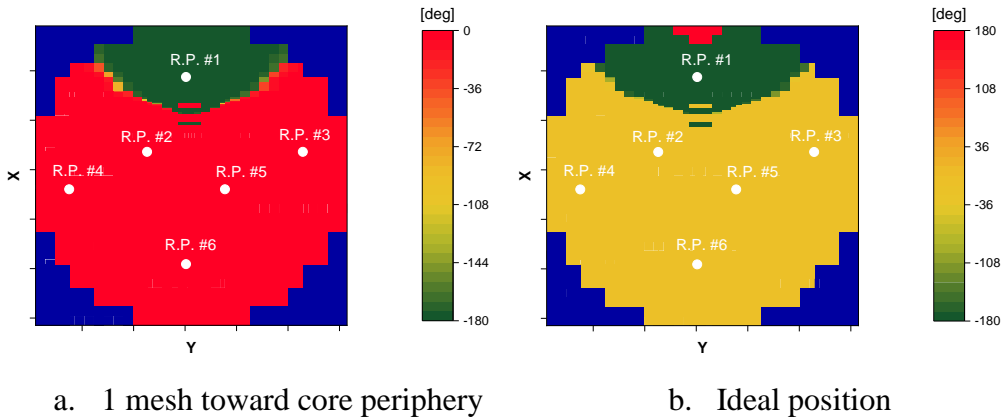 [deg]
0
R.P. #1
-36
R.P. #2
R.P. #3
-72
X
R.P. #4
R.P. #5
-108
R.P. #6
-144
-180
Y
a. 1 mesh toward core periphery
[deg]
180
R.P. #1
108
R.P. #2
R.P. #3
36
X
R.P. #4
R.P. #5
-36
R.P. #6
-108
-180
Y
b. Ideal position